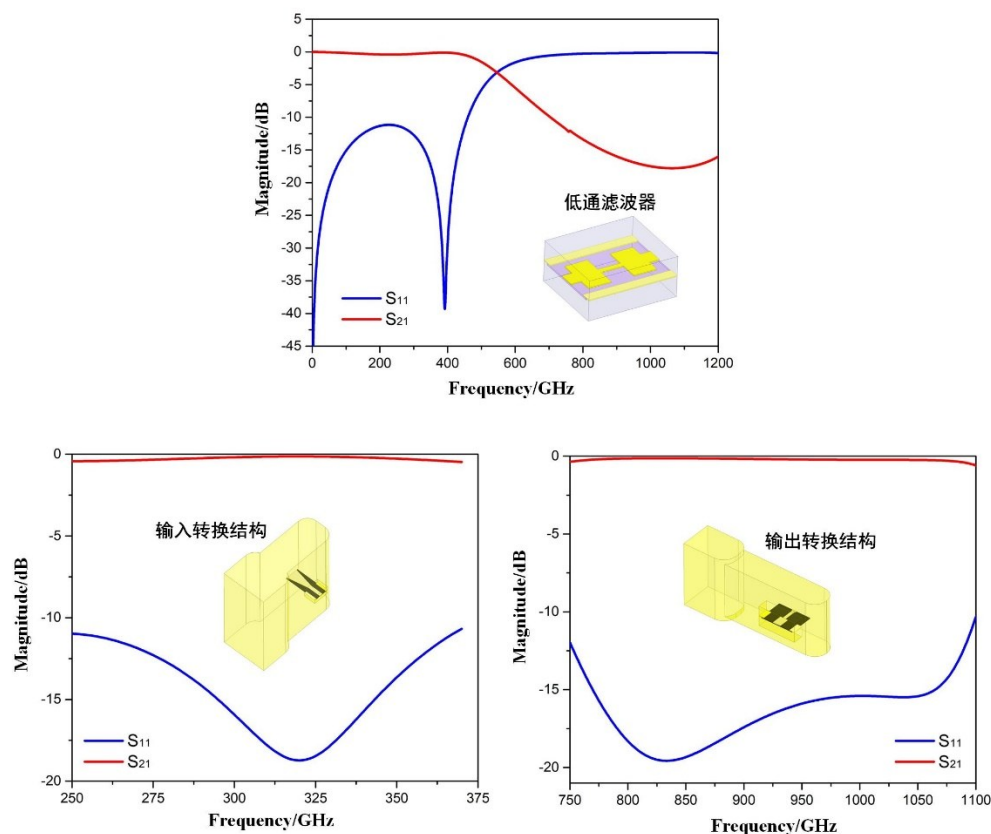 5
0
-5
-10
-15
-20
-25
-30
-35
-40
-45
Magnitude/dB
低通滤波器
S11
S21
0 200 400 600 800 1000 1200
Frequency/GHz
0
-5
-10
-15
-20
Magnitude/dB
输入转换结构
S11
S21
250 275 300 325 350 375
Frequency/GHz
0
-5
-10
-15
-20
Magnitude/dB
输出转换结构
S11
S21
750 800 850 900 950 1000 1050 1100
Frequency/GHz